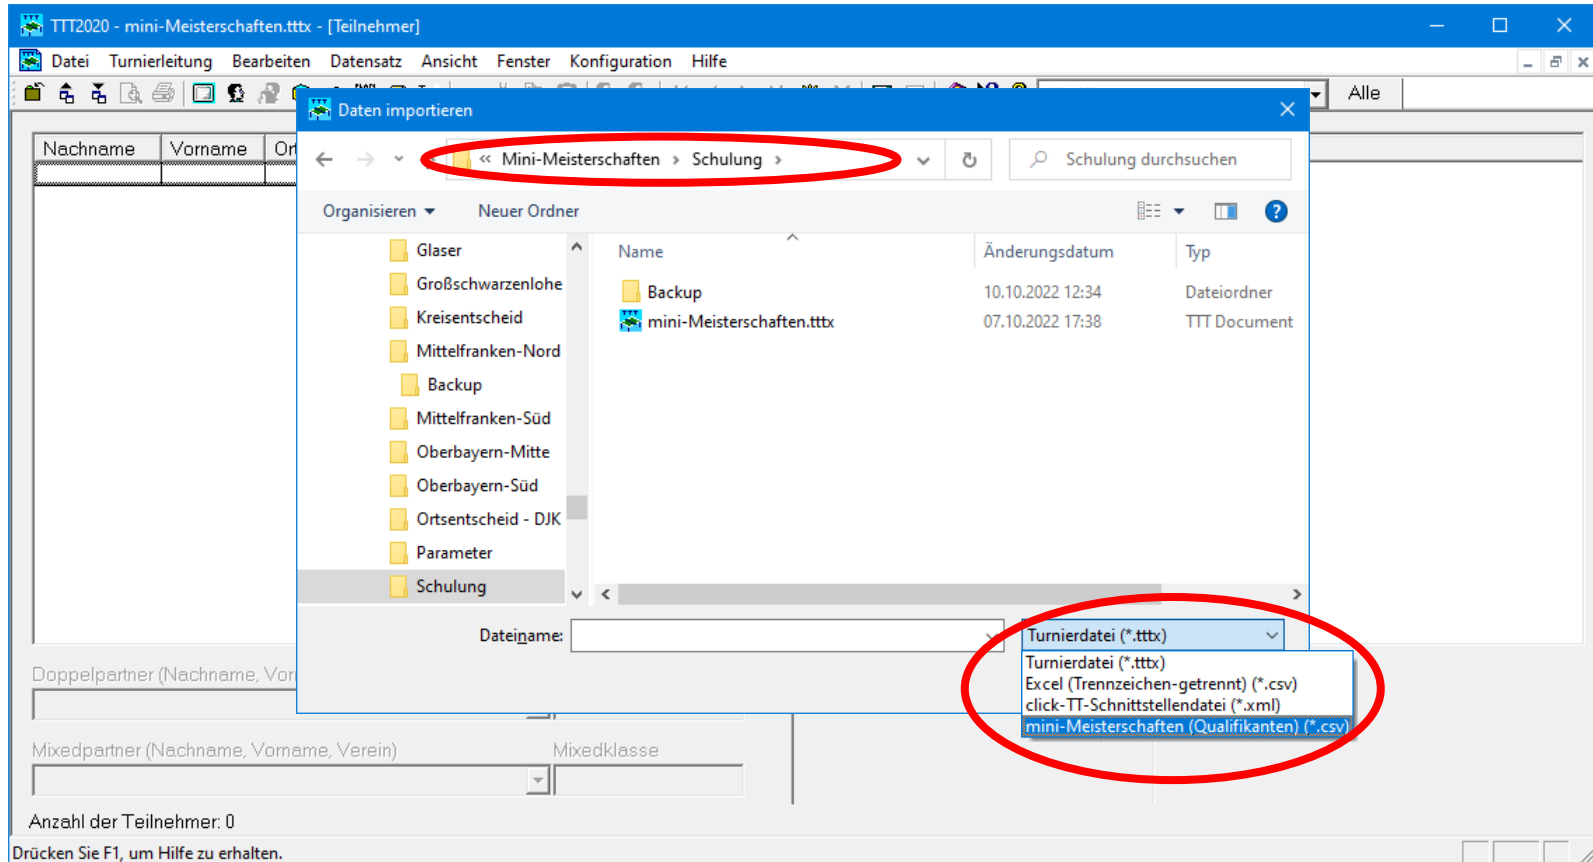 TTT2020 - mini-Meisterschaften.tttx - [Teilnehmer]
Datei Turnierleitung Bearbeiten Datensatz Ansicht Fenster Konfiguration Hilfe
Alle
Daten importieren
Nachname Vorname
« Mini-Meisterschaften › Schulung ›
Schulung durchsuchen
Organisieren Neuer Ordner
Name Änderungsdatum Typ
Glaser
Großschwarzenlohe
Kreisentscheid
Mittelfranken-Nord
Backup
Mittelfranken-Süd
Oberbayern-Mitte
Oberbayern-Süd
Ortsentscheid - DJK
Parameter
Schulung
Backup 10.10.2022 12:34 Dateiordner
mini-Meisterschaften.tttx 07.10.2022 17:38 TTT Document
Dateiname:
Turnierdatei (*.tttx)
Turnierdatei (*.tttx)
Excel (Trennzeichen-getrennt) (*.csv)
click-TT-Schnittstellendatei (*.xml)
mini-Meisterschaften (Qualifikanten) (*.csv)
Doppelpartner (Nachname,
Mixedpartner (Nachname, Vorname, Verein) Mixedklasse
Anzahl der Teilnehmer: 0
Drücken Sie F1, um Hilfe zu erhalten.